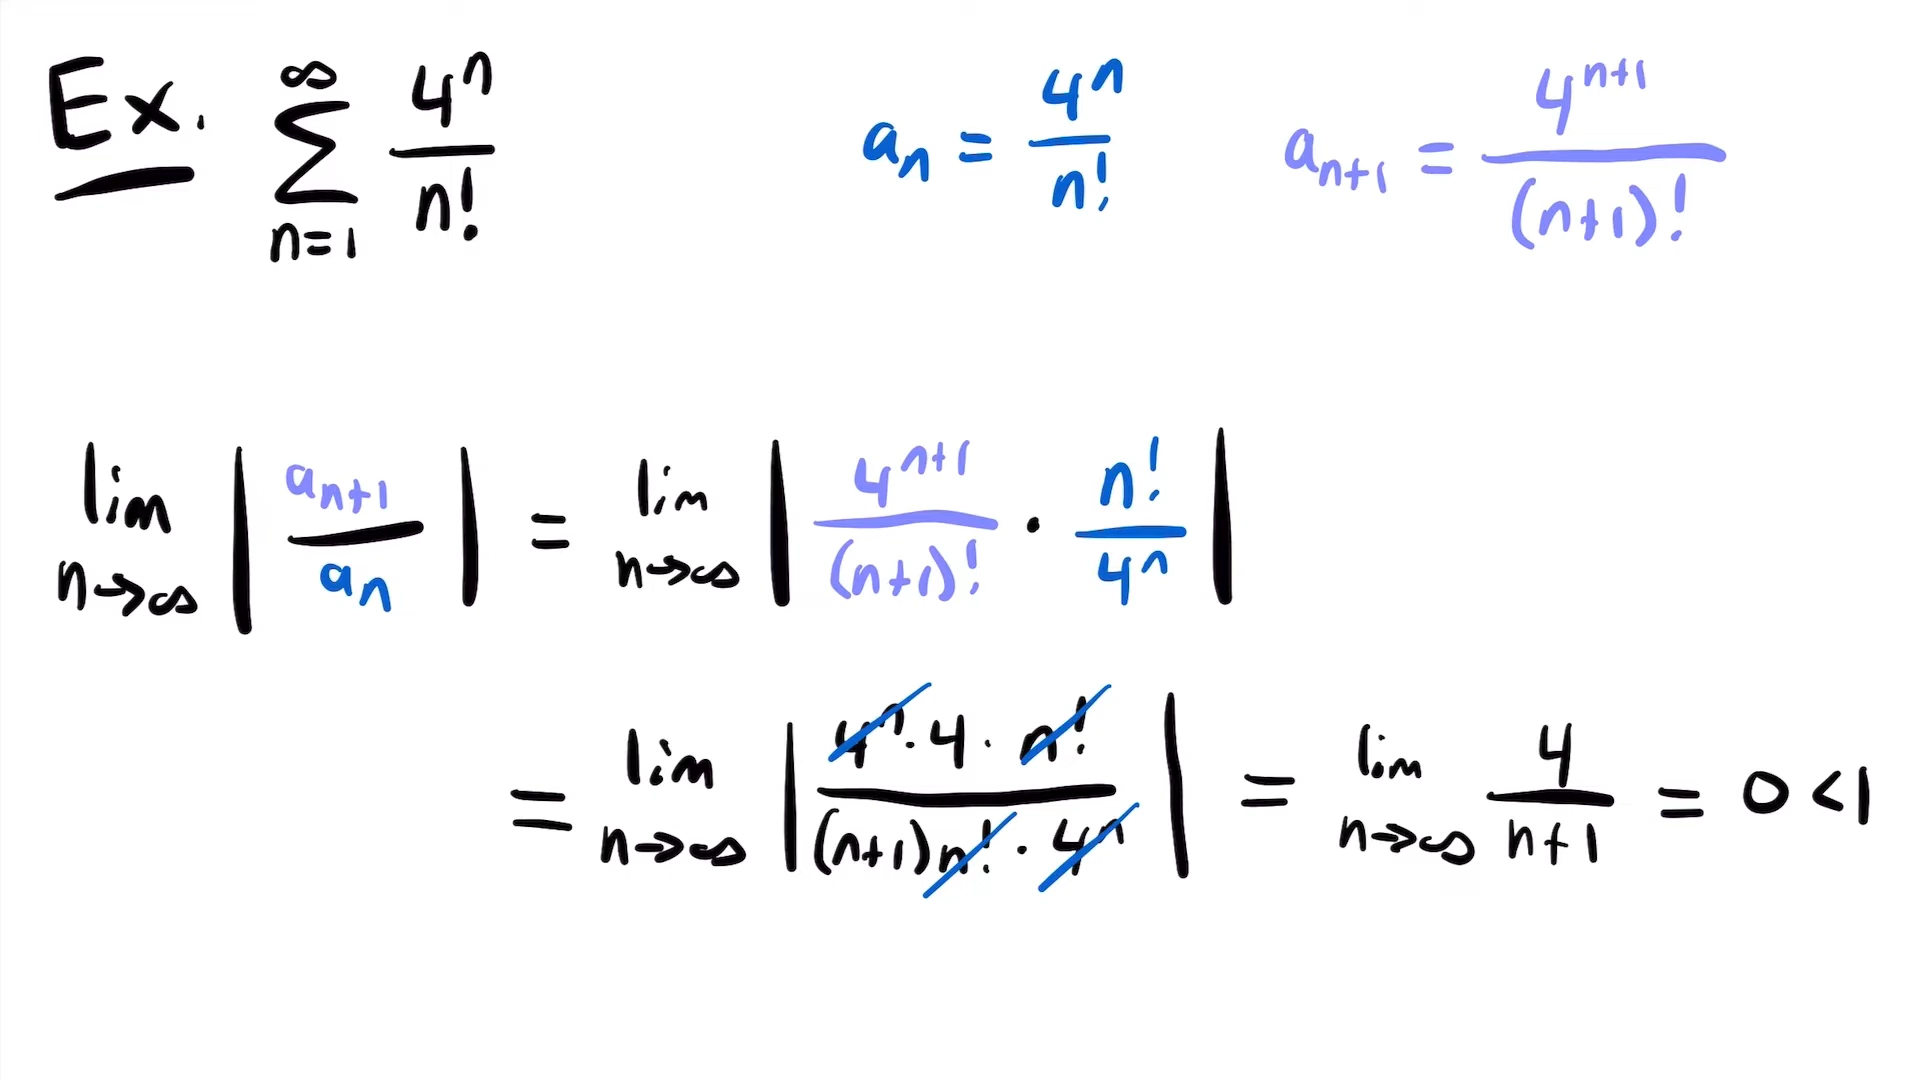 Ex. ∑_{n=1}^{∞} 4^n/n!    a_n = 4^n/n!    a_{n+1} = 4^{n+1}/(n+1)!
lim_{n→∞} | a_{n+1}/a_n | = lim_{n→∞} | 4^{n+1}/(n+1)! · n!/4^n |
= lim_{n→∞} | (4^n · 4 · n!)/((n+1)n! · 4^n) | = lim_{n→∞} 4/(n+1) = 0 < 1